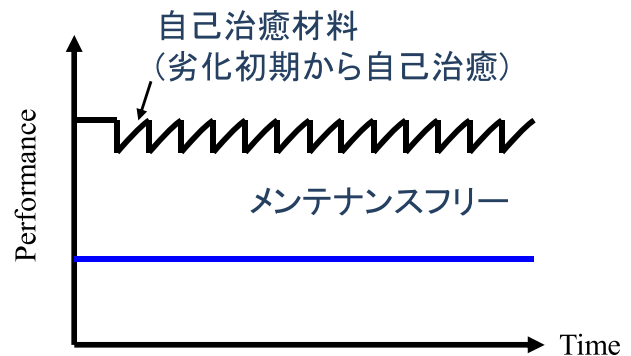 自己治癒材料
(劣化初期から自己治癒)
メンテナンスフリー
Performance
Time